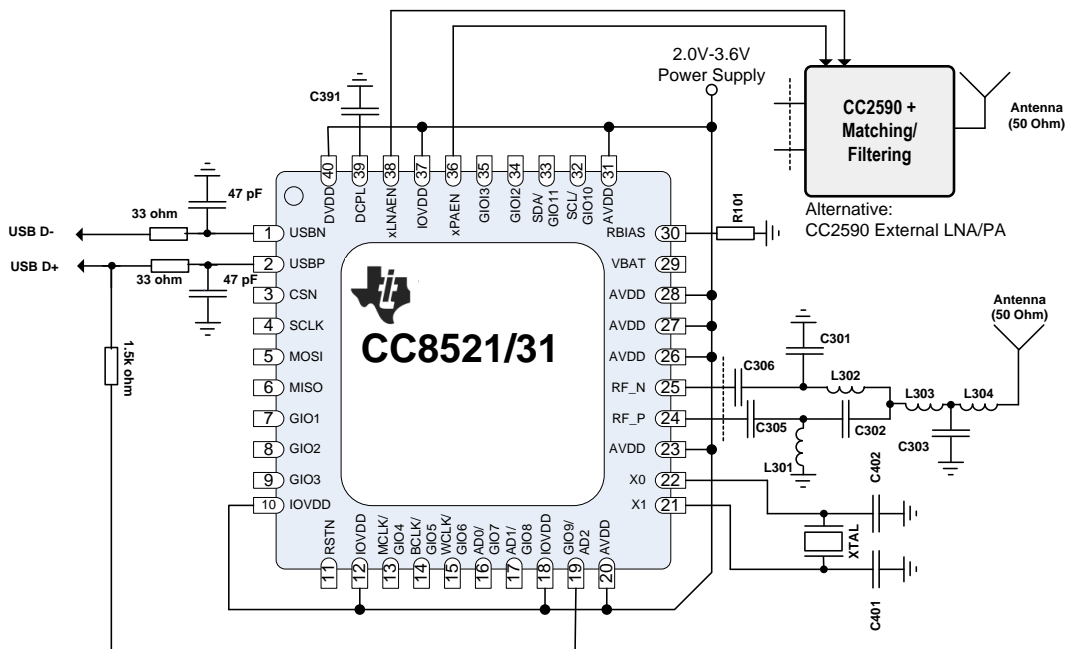 2.0V-3.6V
Power Supply
C391
CC2590 +
Matching/
Filtering
Antenna
(50 Ohm)
Alternative:
CC2590 External LNA/PA
40
39
38
37
36
35
34
33
32
31
DVDD
DCPL
xLNAEN
IOVDD
xPAEN
GIOI3
GIOI2
SDA/
GIO11
SCL/
GIO10
AVDD
47 pF
33 ohm
USB D-
USB D+
33 ohm
47 pF
1.5k ohm
1 USBN
2 USBP
3 CSN
4 SCLK
5 MOSI
6 MISO
7 GIO1
8 GIO2
9 GIO3
10 IOVDD
CC8521/31
RBIAS 30
VBAT 29
AVDD 28
AVDD 27
AVDD 26
RF_N 25
RF_P 24
AVDD 23
X0 22
X1 21
R101
Antenna
(50 Ohm)
C301
C306
L302
L303
L304
C305
C302
C303
L301
C402
XTAL
C401
RSTN
IOVDD
MCLK/
GIO4
BCLK/
GIO5
WCLK/
GIO6
AD0/
GIO7
AD1/
GIO8
IOVDD
GIO9/
AD2
AVDD
11
12
13
14
15
16
17
18
19
20